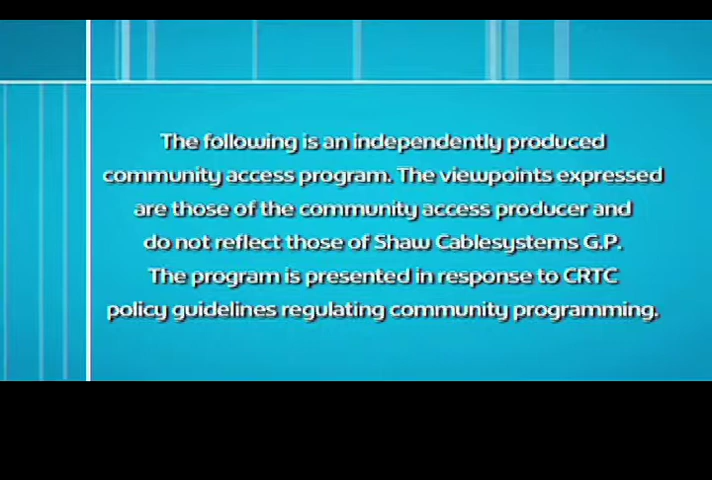 The following is an independently produced
community access program. The viewpoints expressed
are those of the community access producer and
do not reflect those of Shaw Cablesystems G.P.
The program is presented in response to CRTC
policy guidelines regulating community programming.